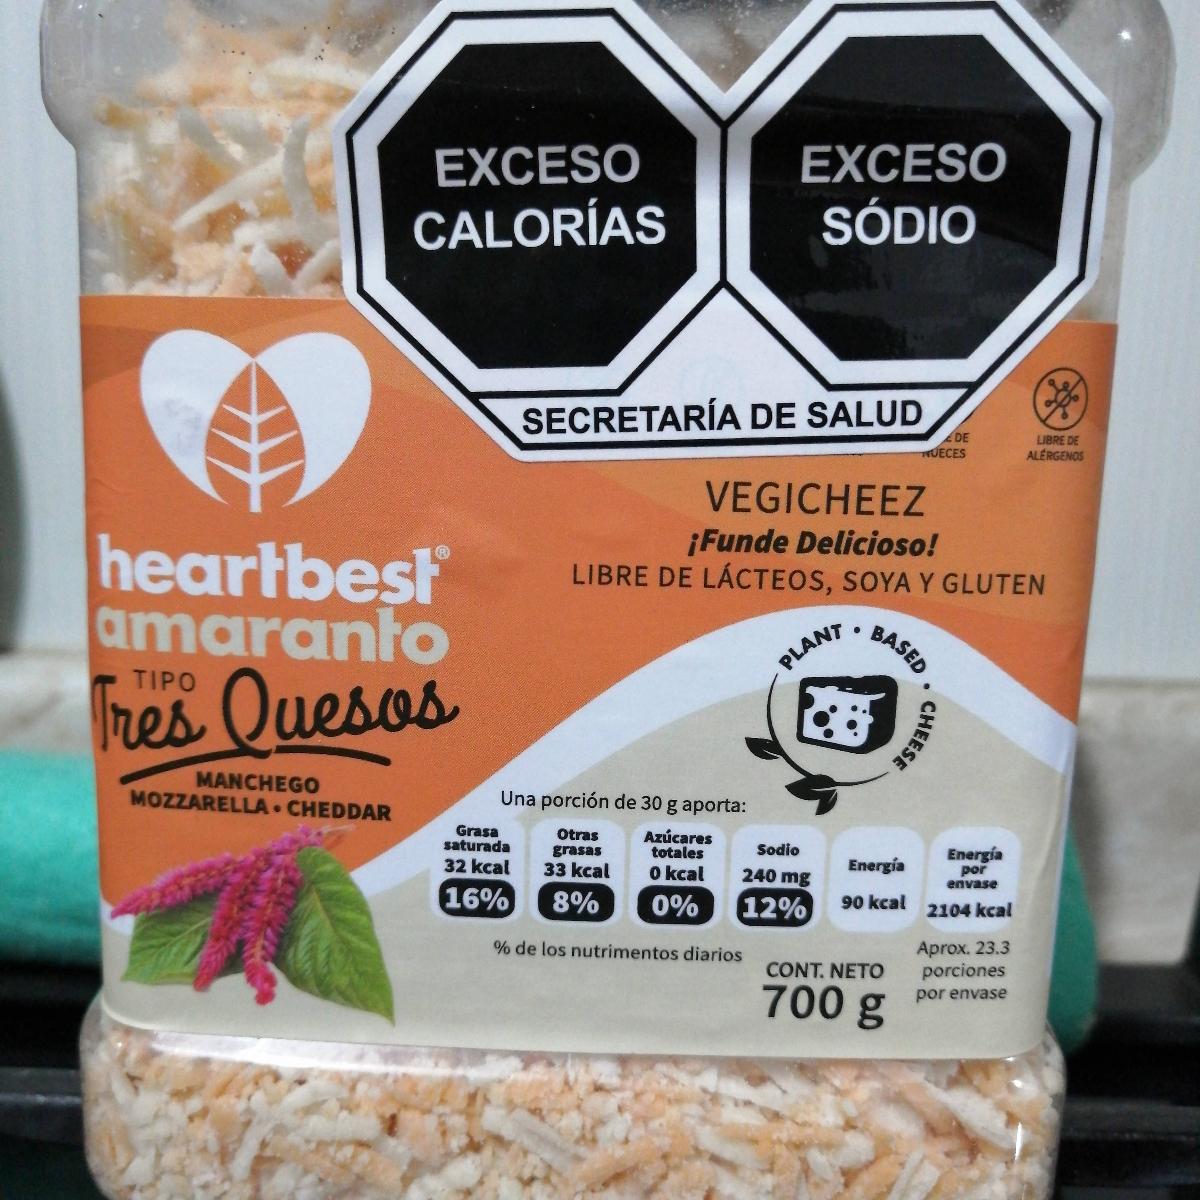 EXCESO
CALORÍAS
EXCESO
SÓDIO
SECRETARÍA DE SALUD
DE
NUECES
LIBRE DE
ALÉRGENOS
heartbest®
amaranto
TIPO
Tres Quesos
MANCHEGO
MOZZARELLA • CHEDDAR
VEGICHEEZ
¡Funde Delicioso!
LIBRE DE LÁCTEOS, SOYA Y GLUTEN
PLANT • BASED • CHEESE
Una porción de 30 g aporta:
Grasa
saturada
32 kcal
16%
Otras
grasas
33 kcal
8%
Azúcares
totales
0 kcal
0%
Sodio
240 mg
12%
Energía
90 kcal
Energía
por
envase
2104 kcal
% de los nutrimentos diarios
CONT. NETO
700 g
Aprox. 23.3
porciones
por envase